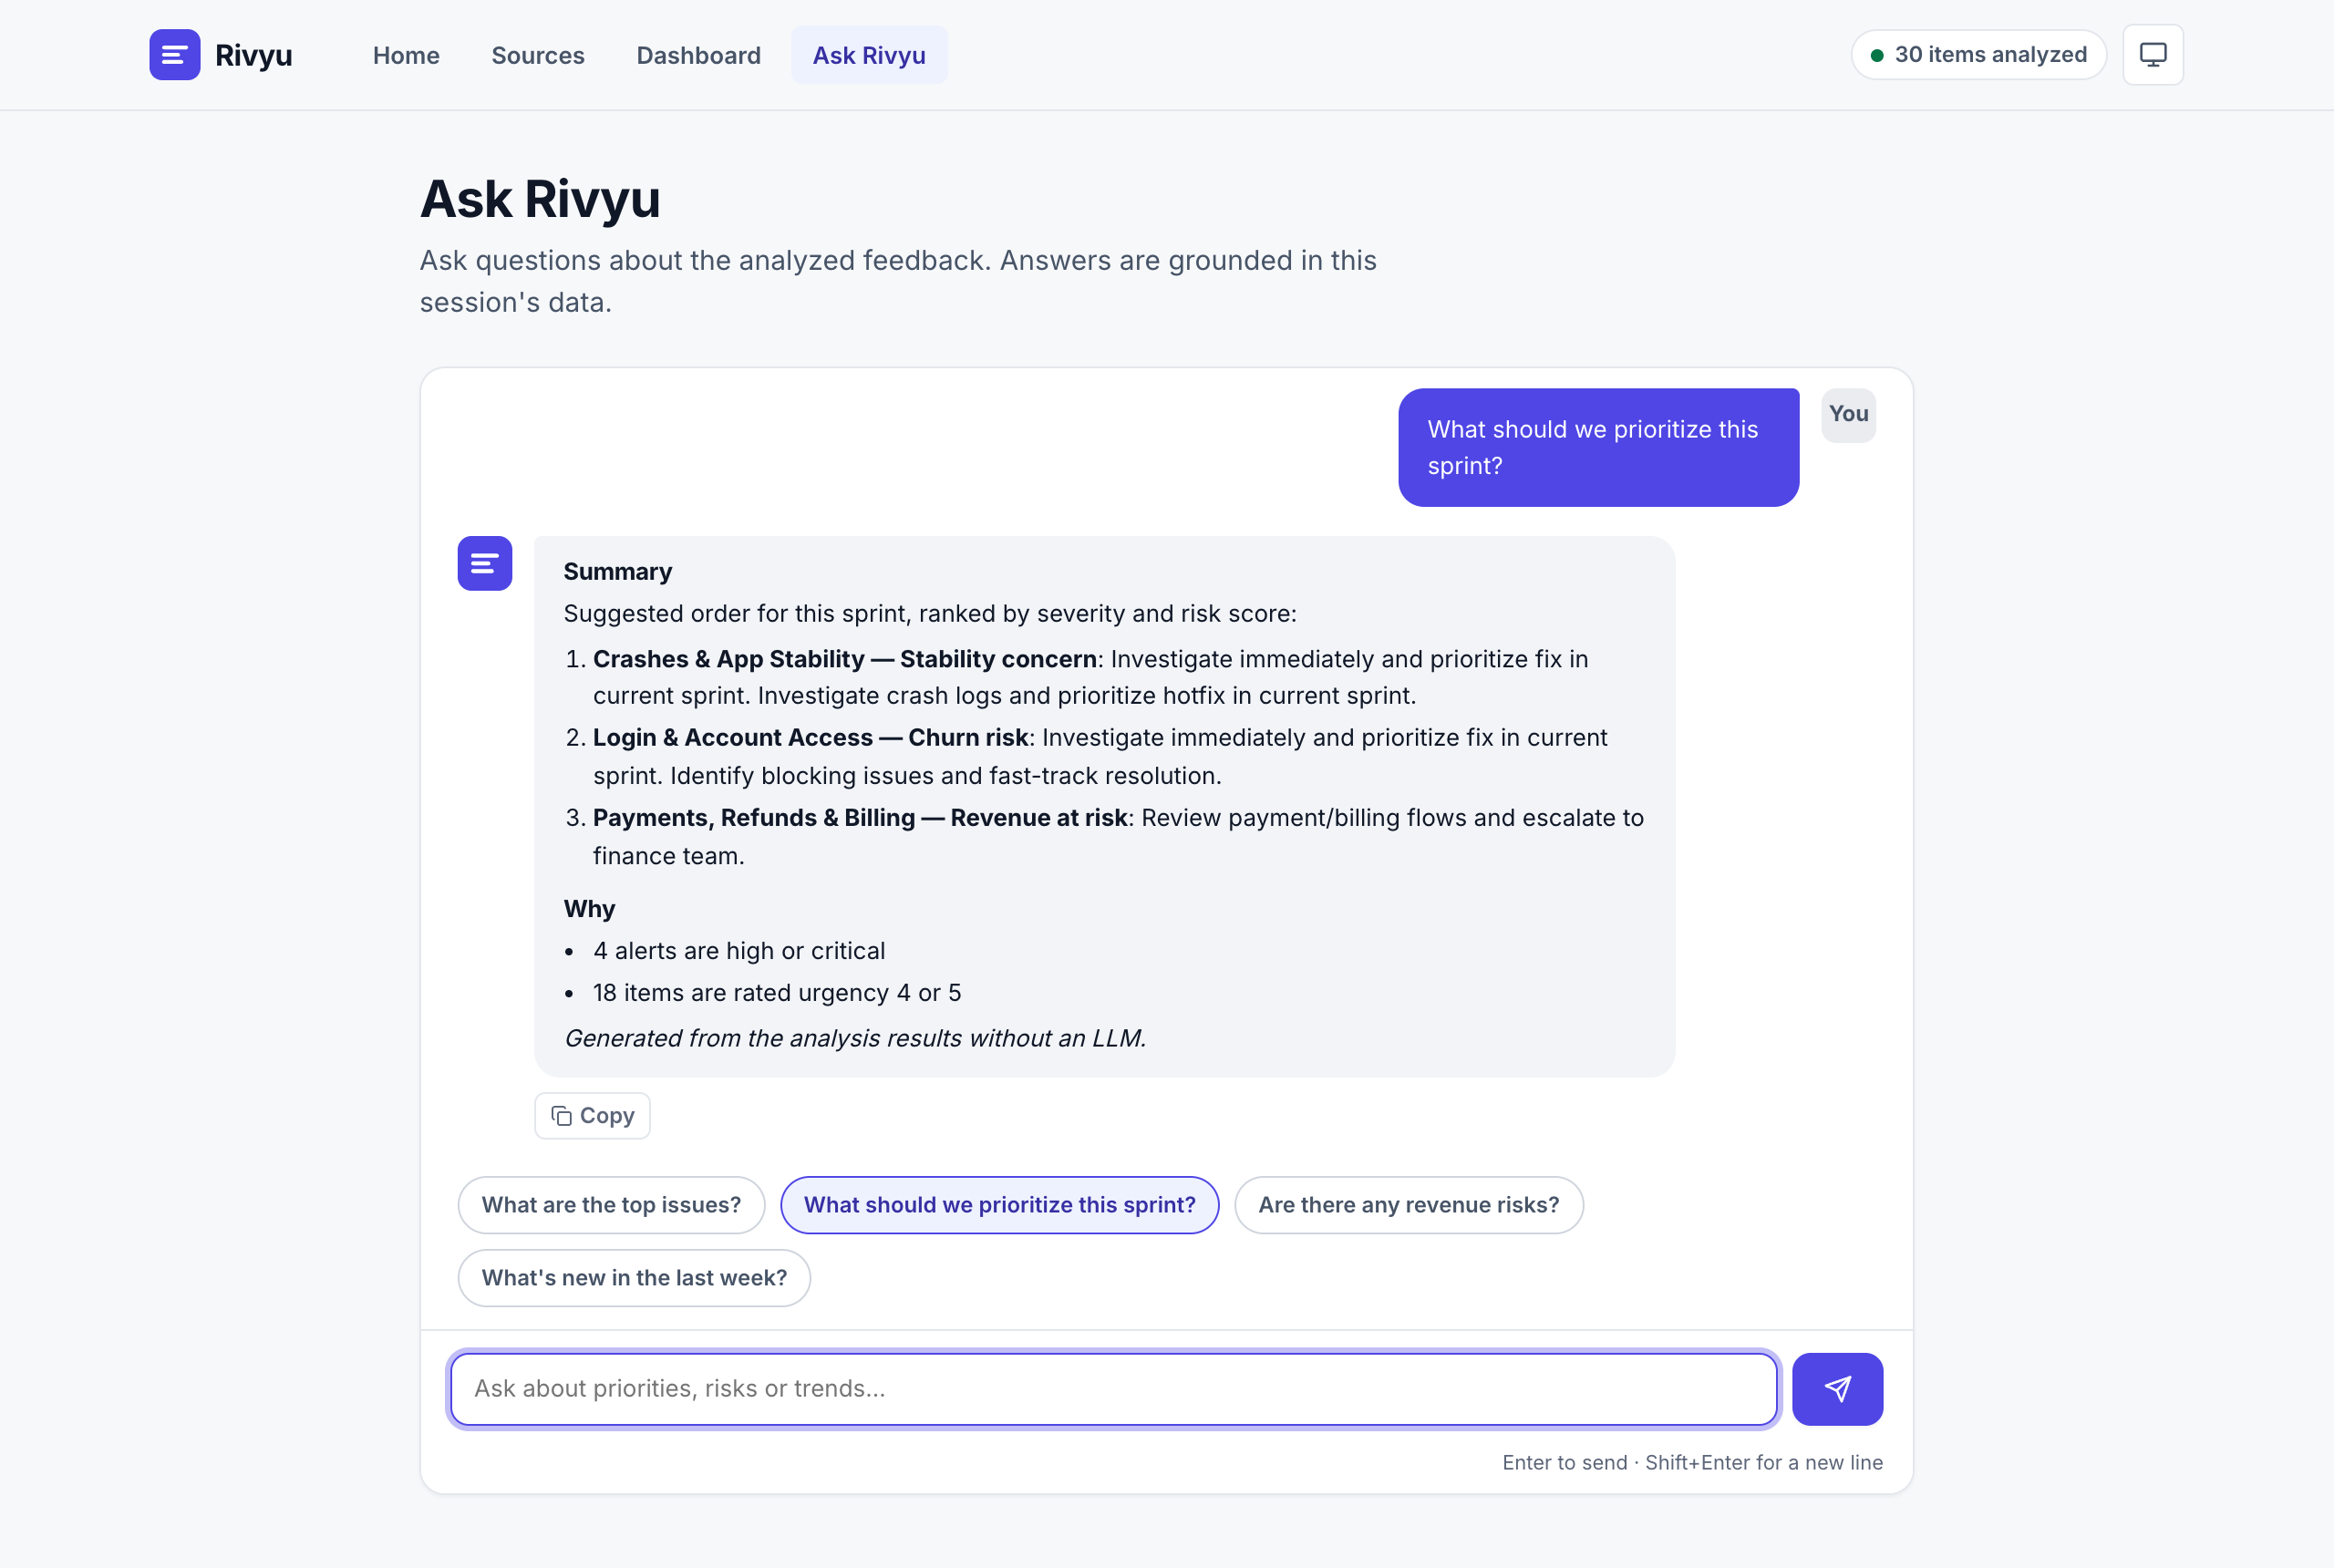 Rivyu
Home
Sources
Dashboard
Ask Rivyu
30 items analyzed
Ask Rivyu
Ask questions about the analyzed feedback. Answers are grounded in this
session's data.
What should we prioritize this
sprint?
You
Summary
Suggested order for this sprint, ranked by severity and risk score:
1. Crashes & App Stability — Stability concern: Investigate immediately and prioritize fix in
current sprint. Investigate crash logs and prioritize hotfix in current sprint.
2. Login & Account Access — Churn risk: Investigate immediately and prioritize fix in current
sprint. Identify blocking issues and fast-track resolution.
3. Payments, Refunds & Billing — Revenue at risk: Review payment/billing flows and escalate to
finance team.
Why
• 4 alerts are high or critical
• 18 items are rated urgency 4 or 5
Generated from the analysis results without an LLM.
Copy
What are the top issues?
What should we prioritize this sprint?
Are there any revenue risks?
What's new in the last week?
Ask about priorities, risks or trends...
Enter to send · Shift+Enter for a new line